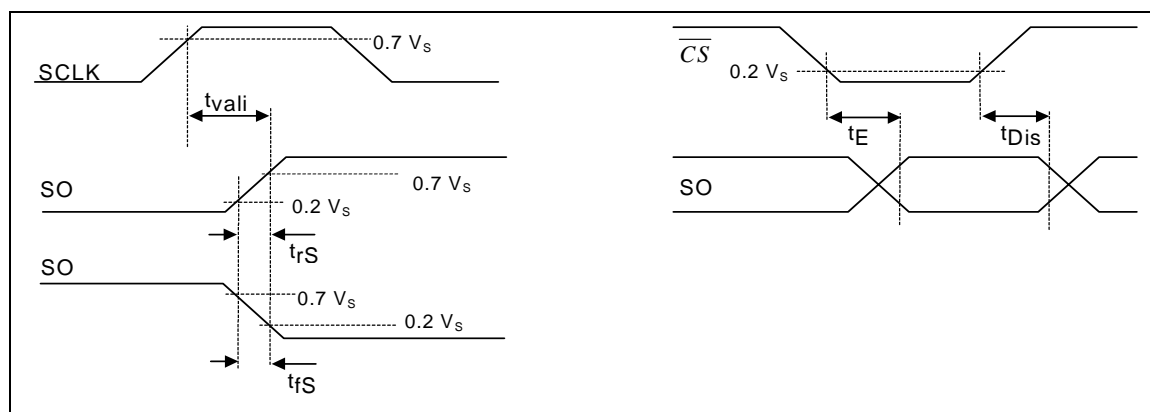 SCLK
0.7 VS
tvali
SO
0.7 VS
0.2 VS
trS
SO
0.7 VS
0.2 VS
tfS
CS
0.2 VS
tE
tDis
SO